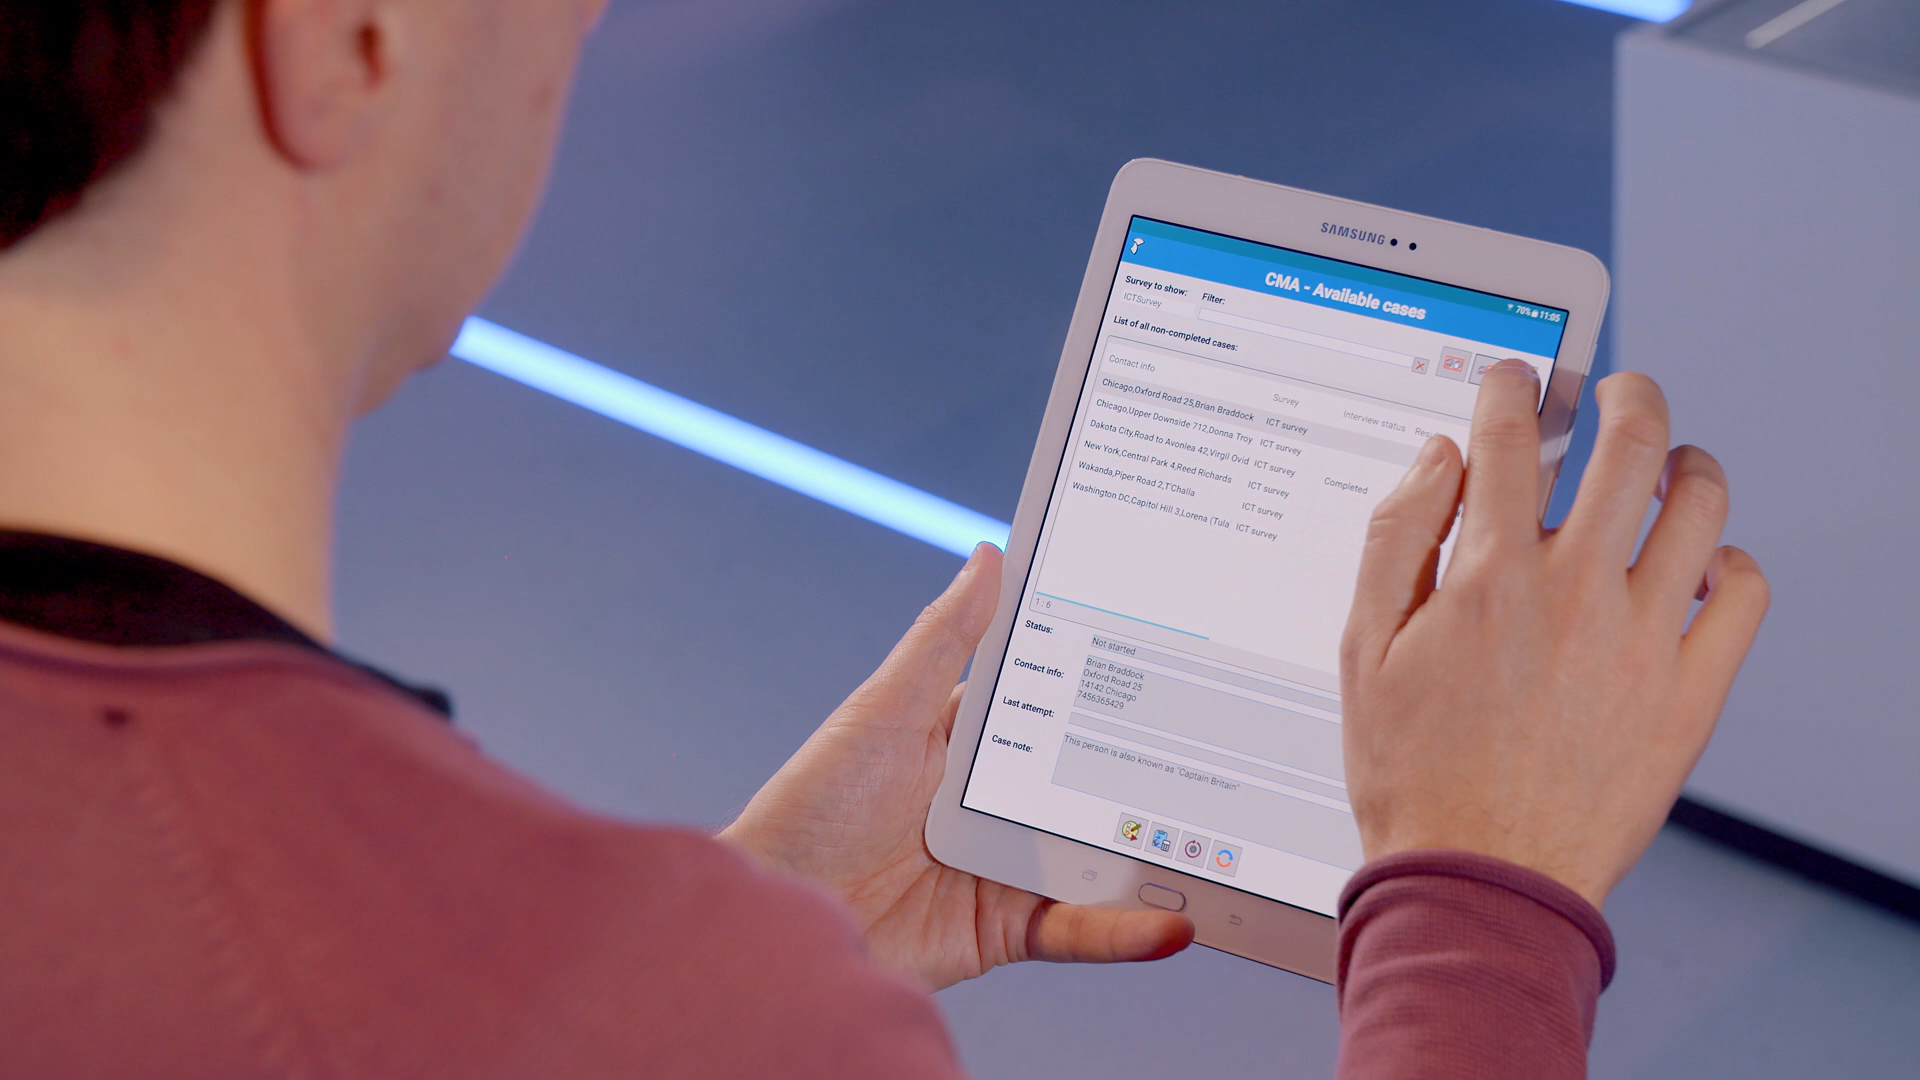 SAMSUNG
70% 11:05
CMA - Available cases
Survey to show: Filter:
ICTSurvey
List of all non-completed cases:
Contact info Survey Interview status
Chicago,Oxford Road 25,Brian Braddock ICT survey
Chicago,Upper Downside 712,Donna Troy ICT survey
Dakota City,Road to Avonlea 42,Virgil Ovid ICT survey Completed
New York,Central Park 4,Reed Richards ICT survey
Wakanda,Piper Road 2,T'Challa ICT survey
Washington DC,Capitol Hill 3,Lorena (Tula ICT survey
1 : 6
Status: Not started
Contact info: Brian Braddock
Oxford Road 25
14142 Chicago
7456365429
Last attempt:
Case note: This person is also known as "Captain Britain"